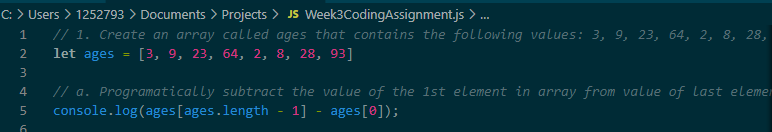 C: > Users > 1252793 > Documents > Projects > JS Week3CodingAssignment.js > ...
1 // 1. Create an array called ages that contains the following values: 3, 9, 23, 64, 2, 8, 28,
2 let ages = [3, 9, 23, 64, 2, 8, 28, 93]
3
4 // a. Programatically subtract the value of the 1st element in array from value of last eleme
5 console.log(ages[ages.length - 1] - ages[0]);
6